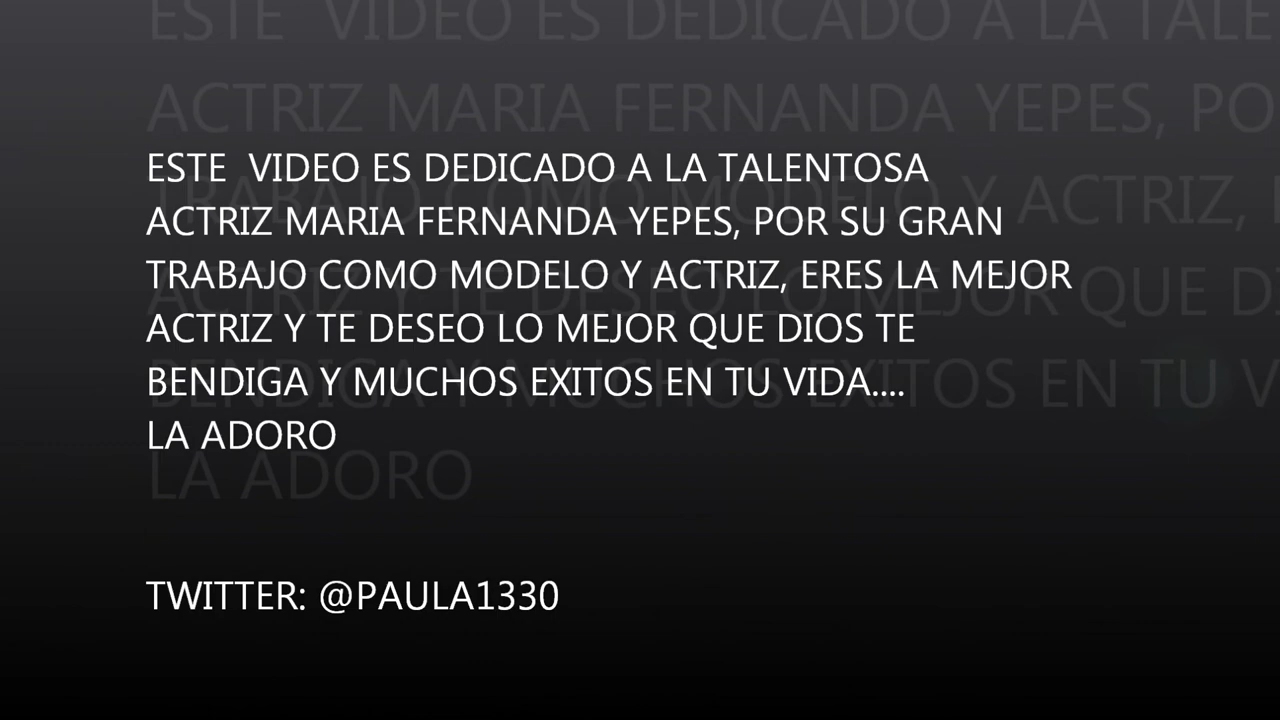 ESTE  VIDEO ES DEDICADO A LA TALENTOSA
ACTRIZ MARIA FERNANDA YEPES, POR SU GRAN
TRABAJO COMO MODELO Y ACTRIZ, ERES LA MEJOR
ACTRIZ Y TE DESEO LO MEJOR QUE DIOS TE
BENDIGA Y MUCHOS EXITOS EN TU VIDA....
LA ADORO
TWITTER: @PAULA1330